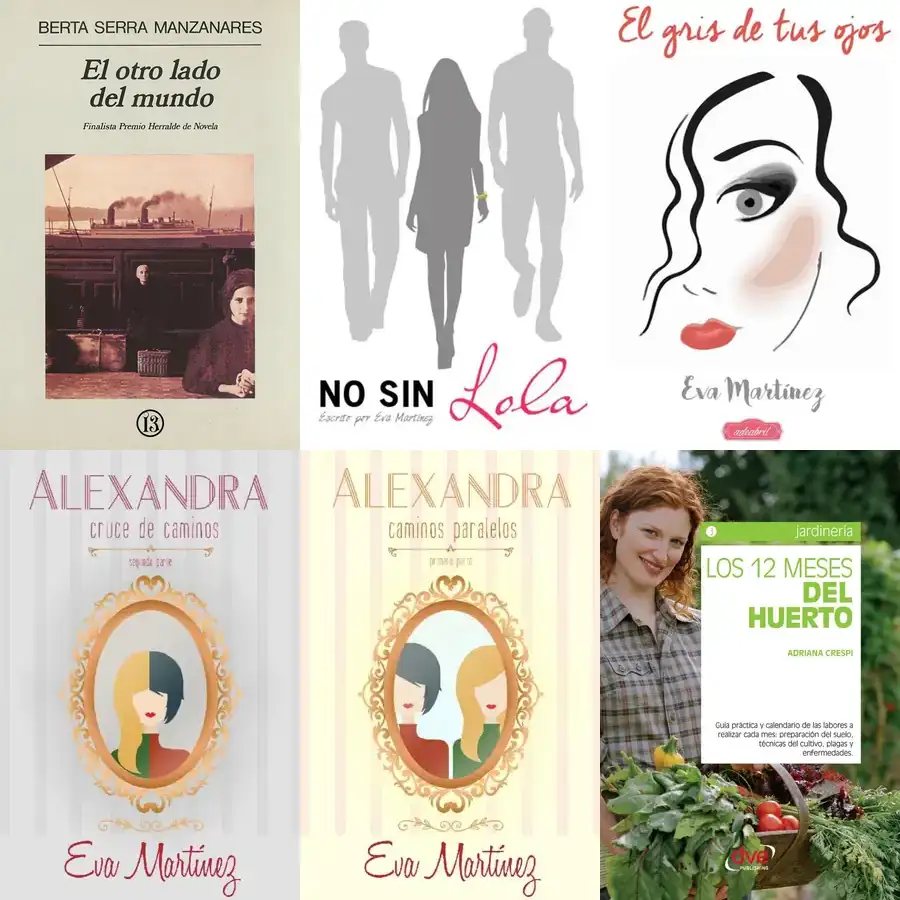 BERTA SERRA MANZANARES
El otro lado
del mundo
Finalista Premio Herralde de Novela
13
NO SIN Lola
Escrito por Eva Martínez
El gris de tus ojos
Eva Martínez
adeabril
ALEXANDRA
cruce de caminos
segunda parte
Eva Martínez
ALEXANDRA
caminos paralelos
primera parte
Eva Martínez
jardinería
LOS 12 MESES
DEL
HUERTO
ADRIANA CRESPI
Guía práctica y calendario de las labores a
realizar cada mes: preparación del suelo,
técnicas del cultivo, plagas y
enfermedades.
dve
PUBLISHING